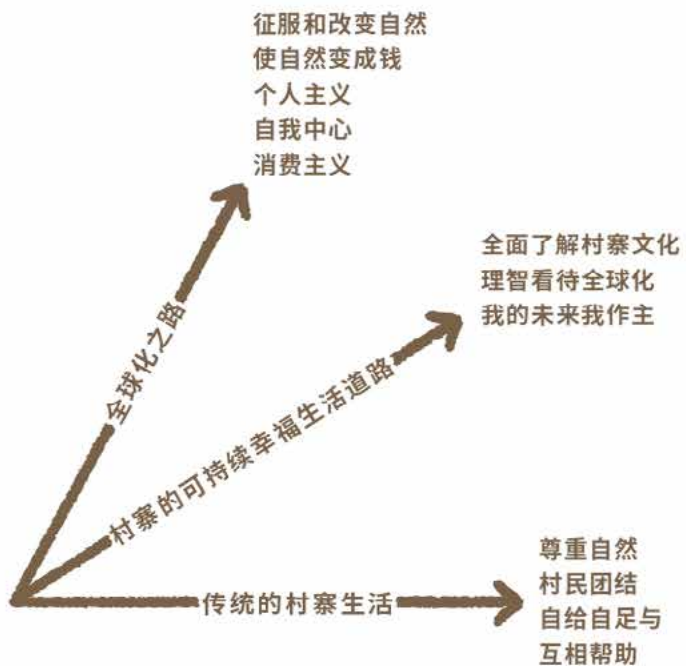 征服和改变自然
使自然变成钱
个人主义
自我中心
消费主义
全球化之路
全面了解村寨文化
理智看待全球化
我的未来我作主
村寨的可持续幸福生活道路
传统的村寨生活
尊重自然
村民团结
自给自足与
互相帮助